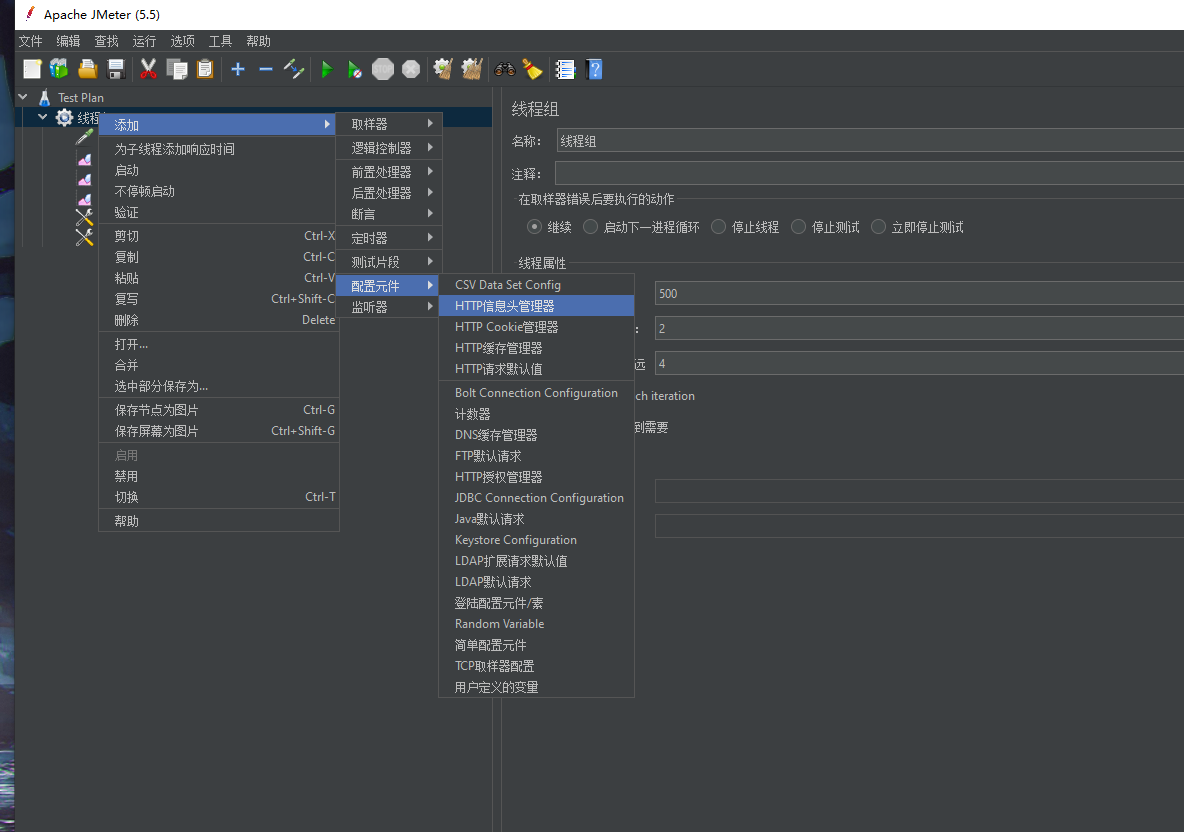 Apache JMeter (5.5)
文件 编辑 查找 运行 选项 工具 帮助
STOP
Test Plan
线程
添加
为子线程添加响应时间
启动
不停顿启动
验证
剪切 Ctrl-X
复制 Ctrl-C
粘贴 Ctrl-V
复写 Ctrl+Shift-C
删除 Delete
打开...
合并
选中部分保存为...
保存节点为图片 Ctrl-G
保存屏幕为图片 Ctrl+Shift-G
启用
禁用
切换 Ctrl-T
帮助
取样器
逻辑控制器
前置处理器
后置处理器
断言
定时器
测试片段
配置元件
监听器
CSV Data Set Config
HTTP信息头管理器
HTTP Cookie管理器
HTTP缓存管理器
HTTP请求默认值
Bolt Connection Configuration
计数器
DNS缓存管理器
FTP默认请求
HTTP授权管理器
JDBC Connection Configuration
Java默认请求
Keystore Configuration
LDAP扩展请求默认值
LDAP默认请求
登陆配置元件/素
Random Variable
简单配置元件
TCP取样器配置
用户定义的变量
线程组
名称: 线程组
注释:
在取样器错误后要执行的动作
继续 启动下一进程循环 停止线程 停止测试 立即停止测试
线程属性
500
: 2
远 4
ch iteration
到需要